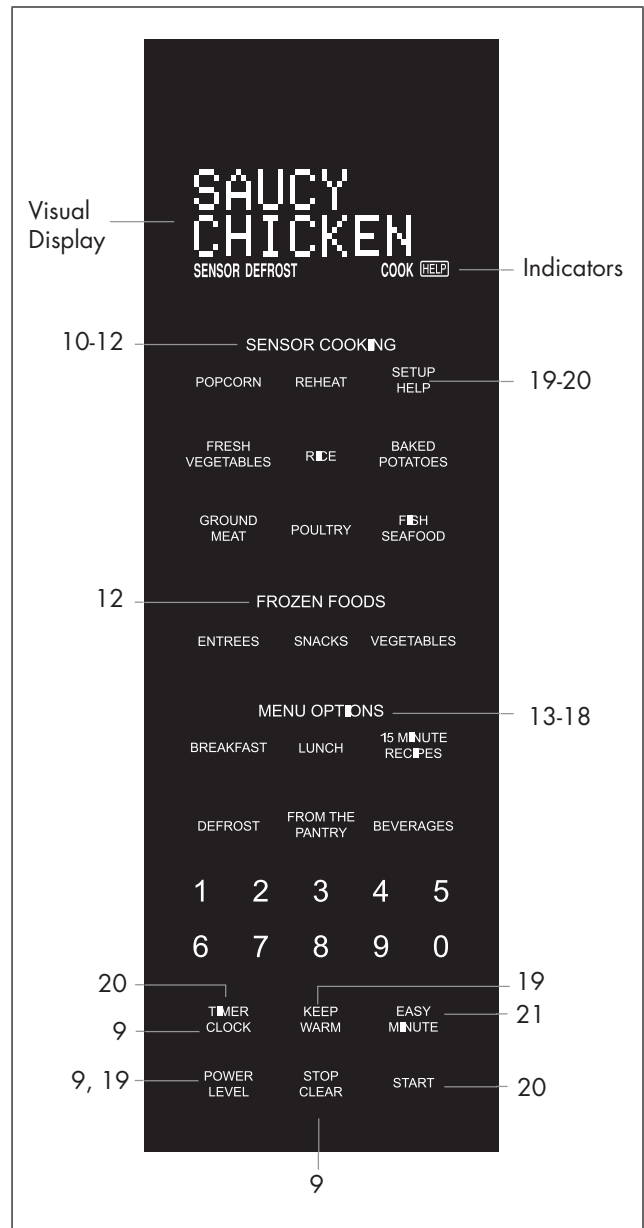 SAUCY
CHICKEN
Visual
Display
SENSOR DEFROST COOK HELP
Indicators
10-12
SENSOR COOKING
POPCORN REHEAT SETUP
HELP
19-20
FRESH
VEGETABLES
RICE
BAKED
POTATOES
GROUND
MEAT
POULTRY
FISH
SEAFOOD
12
FROZEN FOODS
ENTREES SNACKS VEGETABLES
MENU OPTIONS
13-18
BREAKFAST LUNCH 15 MINUTE
RECIPES
DEFROST FROM THE
PANTRY
BEVERAGES
1 2 3 4 5
6 7 8 9 0
20
19
TIMER
CLOCK
9
KEEP
WARM
EASY
MINUTE
21
9, 19
POWER
LEVEL
STOP
CLEAR
START
20
9